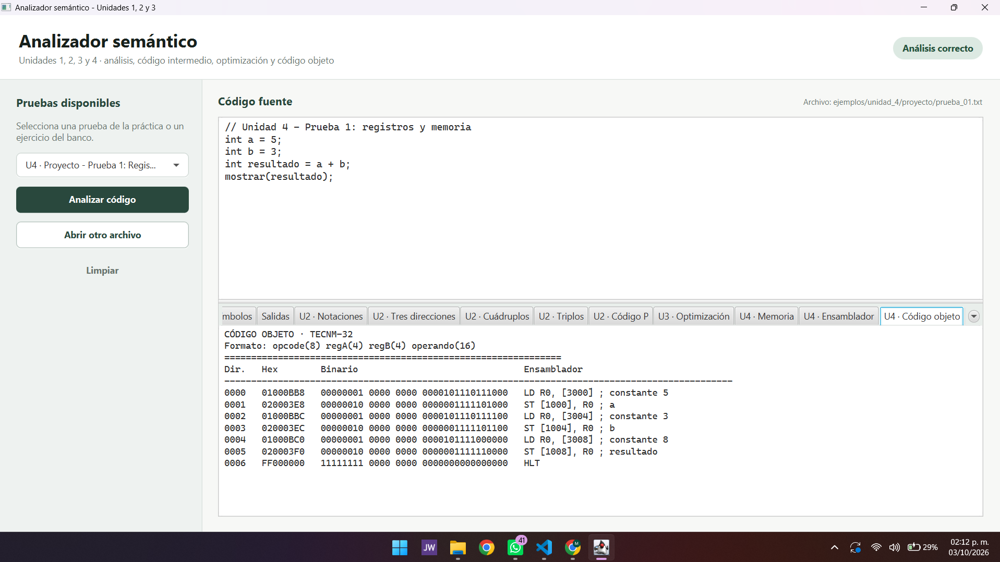 Analizador semántico - Unidades 1, 2 y 3
Analizador semántico
Unidades 1, 2, 3 y 4 · análisis, código intermedio, optimización y código objeto
Análisis correcto
Pruebas disponibles
Selecciona una prueba de la práctica o un
ejercicio del banco.
U4 · Proyecto - Prueba 1: Regis...
Analizar código
Abrir otro archivo
Limpiar
Código fuente
Archivo: ejemplos/unidad_4/proyecto/prueba_01.txt
// Unidad 4 - Prueba 1: registros y memoria
int a = 5;
int b = 3;
int resultado = a + b;
mostrar(resultado);
mbolos Salidas U2 · Notaciones U2 · Tres direcciones U2 · Cuádruplos U2 · Triplos U2 · Código P U3 · Optimización U4 · Memoria U4 · Ensamblador U4 · Código objeto
CÓDIGO OBJETO · TECNM-32
Formato: opcode(8) regA(4) regB(4) operando(16)
===============================================================
Dir. Hex Binario Ensamblador
-----------------------------------------------------------------------------------------------
0000 01000BB8 00000001 0000 0000 0000101110111000 LD R0, [3000] ; constante 5
0001 020003E8 00000010 0000 0000 0000001111101000 ST [1000], R0 ; a
0002 01000BBC 00000001 0000 0000 0000101110111100 LD R0, [3004] ; constante 3
0003 020003EC 00000010 0000 0000 0000001111101100 ST [1004], R0 ; b
0004 01000BC0 00000001 0000 0000 0000101111000000 LD R0, [3008] ; constante 8
0005 020003F0 00000010 0000 0000 0000001111110000 ST [1008], R0 ; resultado
0006 FF000000 11111111 0000 0000 0000000000000000 HLT
JW
41
M
29%
02:12 p. m.
03/10/2026